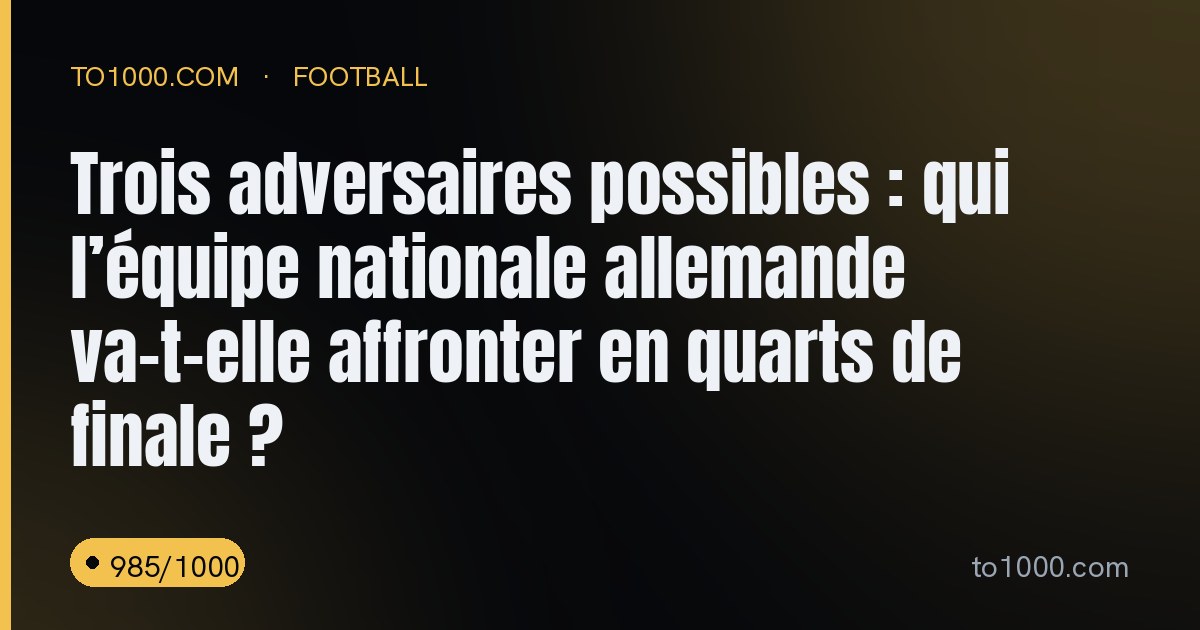 TO1000.COM · FOOTBALL
Trois adversaires possibles : qui
l’équipe nationale allemande
va-t-elle affronter en quarts de
finale ?
985/1000
to1000.com